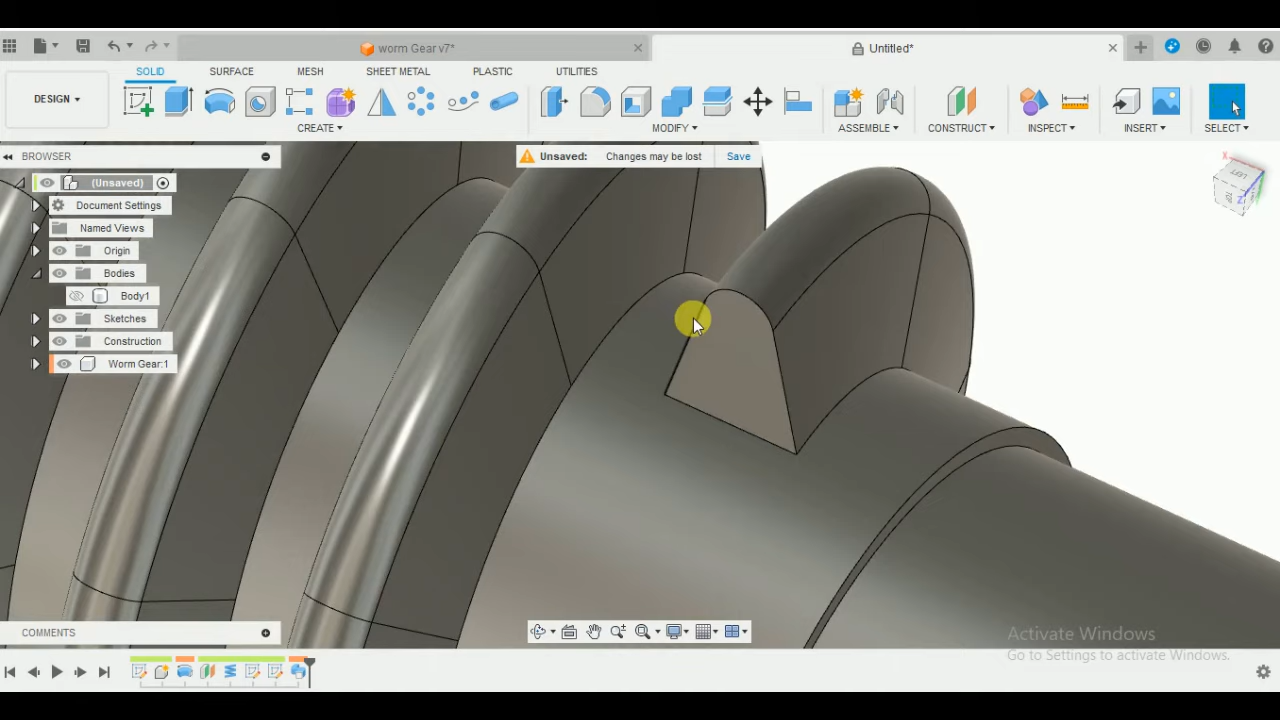 worm Gear v7*
Untitled*
DESIGN
SOLID
SURFACE
MESH
SHEET METAL
PLASTIC
UTILITIES
CREATE
MODIFY
ASSEMBLE
CONSTRUCT
INSPECT
INSERT
SELECT
BROWSER
Unsaved: Changes may be lost Save
(Unsaved)
Document Settings
Named Views
Origin
Bodies
Body1
Sketches
Construction
Worm Gear:1
COMMENTS
Activate Windows
Go to Settings to activate Windows.